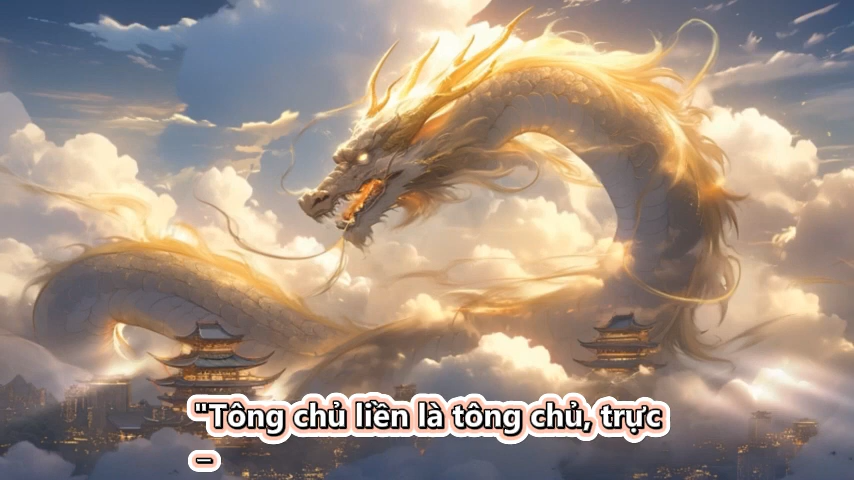 "Tông chủ liền là tông chủ, trực
–